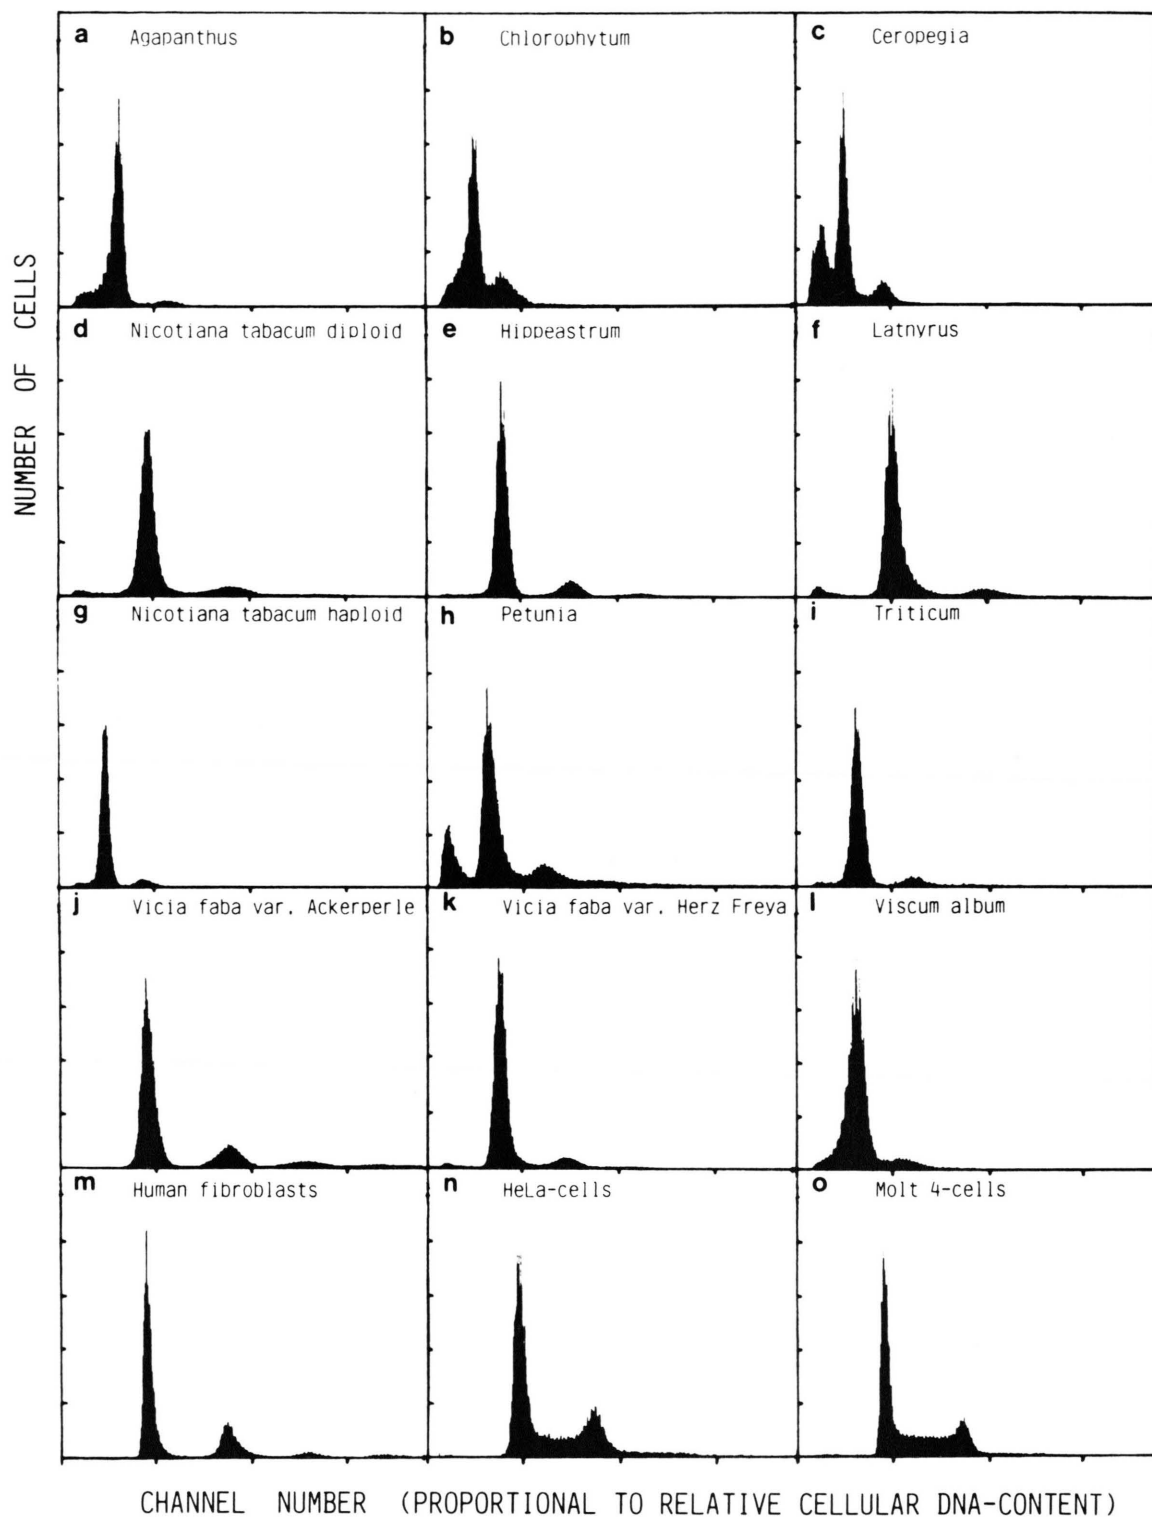 a Agapanthus
b Chlorophytum
c Ceropegia
NUMBER OF CELLS
d Nicotiana tabacum diploid
e Hippeastrum
f Lathyrus
g Nicotiana tabacum haploid
h Petunia
i Triticum
j Vicia faba var. Ackerperle
k Vicia faba var. Herz Freya
l Viscum album
m Human fibroblasts
n HeLa-cells
o Molt 4-cells
CHANNEL NUMBER (PROPORTIONAL TO RELATIVE CELLULAR DNA-CONTENT)